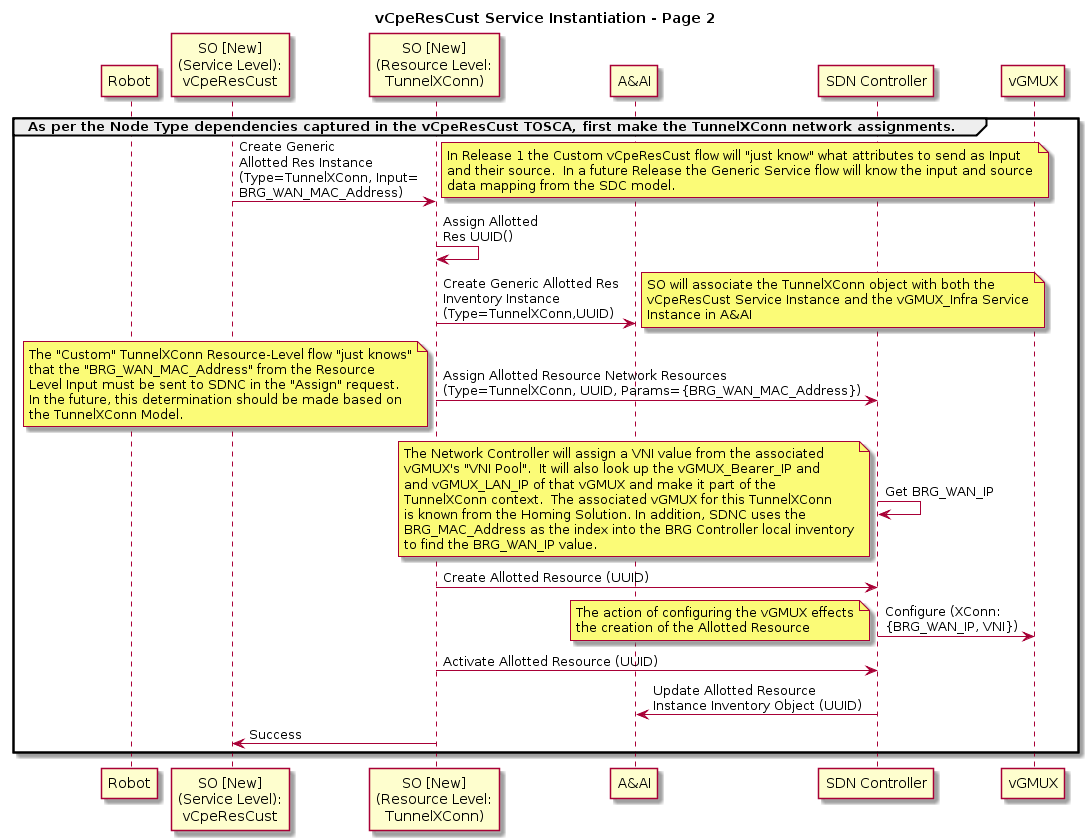 vCpeResCust Service Instantiation - Page 2
Robot
SO [New]
(Service Level):
vCpeResCust
SO [New]
(Resource Level:
TunnelXConn)
A&AI
SDN Controller
vGMUX
As per the Node Type dependencies captured in the vCpeResCust TOSCA, first make the TunnelXConn network assignments.
Create Generic
Allotted Res Instance
(Type=TunnelXConn, Input=
BRG_WAN_MAC_Address)
In Release 1 the Custom vCpeResCust flow will "just know" what attributes to send as Input
and their source.  In a future Release the Generic Service flow will know the input and source
data mapping from the SDC model.
Assign Allotted
Res UUID()
Create Generic Allotted Res
Inventory Instance
(Type=TunnelXConn,UUID)
SO will associate the TunnelXConn object with both the
vCpeResCust Service Instance and the vGMUX_Infra Service
Instance in A&AI
The "Custom" TunnelXConn Resource-Level flow "just knows"
that the "BRG_WAN_MAC_Address" from the Resource
Level Input must be sent to SDNC in the "Assign" request.
In the future, this determination should be made based on
the TunnelXConn Model.
Assign Allotted Resource Network Resources
(Type=TunnelXConn, UUID, Params={BRG_WAN_MAC_Address})
The Network Controller will assign a VNI value from the associated
vGMUX's "VNI Pool".  It will also look up the vGMUX_Bearer_IP and
and vGMUX_LAN_IP of that vGMUX and make it part of the
TunnelXConn context.  The associated vGMUX for this TunnelXConn
is known from the Homing Solution. In addition, SDNC uses the
BRG_MAC_Address as the index into the BRG Controller local inventory
to find the BRG_WAN_IP value.
Get BRG_WAN_IP
Create Allotted Resource (UUID)
The action of configuring the vGMUX effects
the creation of the Allotted Resource
Configure (XConn:
{BRG_WAN_IP, VNI})
Activate Allotted Resource (UUID)
Update Allotted Resource
Instance Inventory Object (UUID)
Success
Robot
SO [New]
(Service Level):
vCpeResCust
SO [New]
(Resource Level:
TunnelXConn)
A&AI
SDN Controller
vGMUX